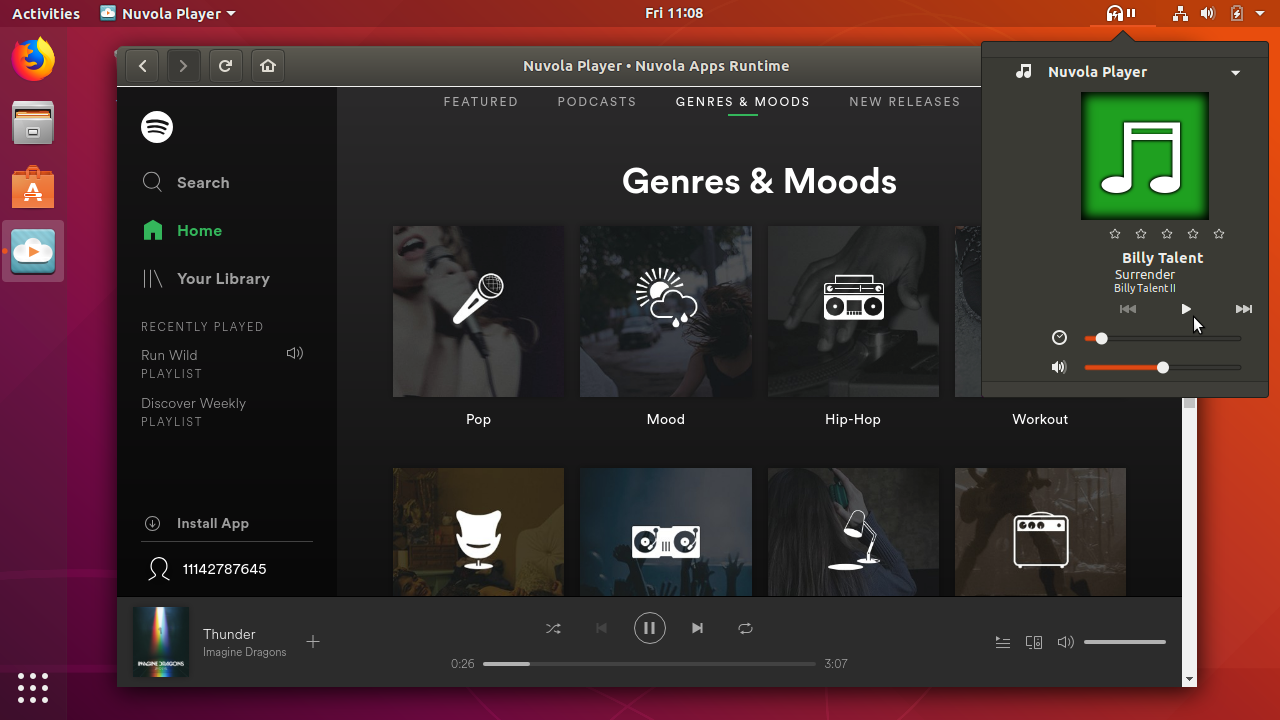 Activities
Nuvola Player
Fri 11:08
Nuvola Player • Nuvola Apps Runtime
FEATURED
PODCASTS
GENRES & MOODS
NEW RELEASES
Search
Home
Your Library
RECENTLY PLAYED
Run Wild
PLAYLIST
Discover Weekly
PLAYLIST
Install App
11142787645
Genres & Moods
Pop
Mood
Hip-Hop
Workout
Nuvola Player
Billy Talent
Surrender
Billy Talent II
IMAGINE DRAGONS
Thunder
Imagine Dragons
0:26
3:07